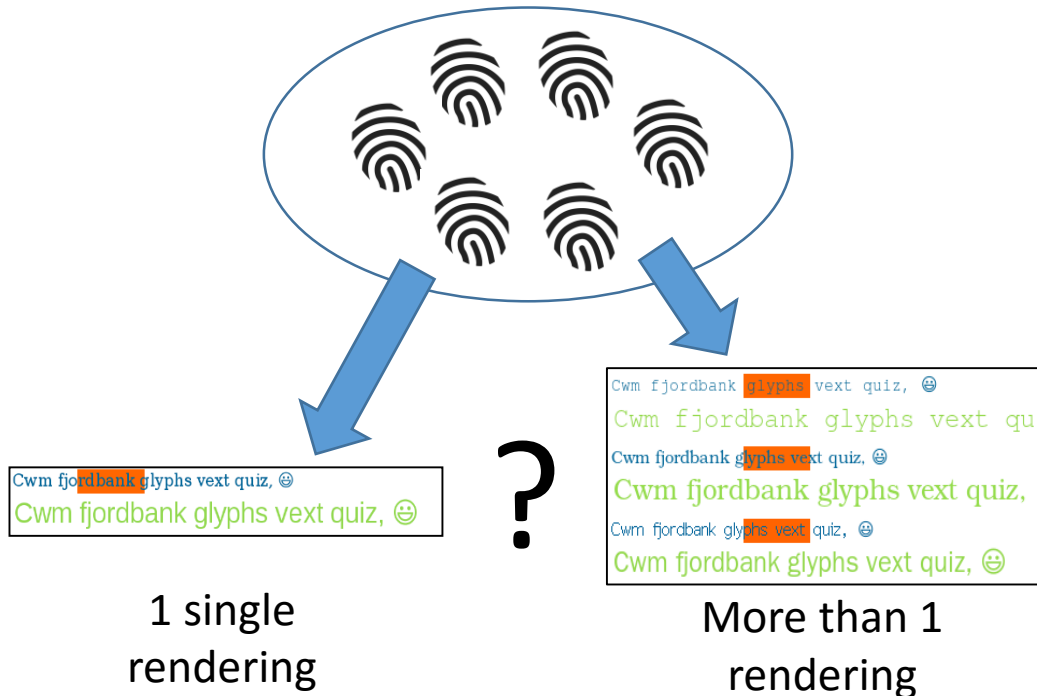 Cwm fjordbank glyphs vext quiz, 😃
Cwm fjordbank glyphs vext quiz, 😃
?
Cwm fjordbank glyphs vext quiz, 😃
Cwm fjordbank glyphs vext qu
Cwm fjordbank glyphs vext quiz, 😃
Cwm fjordbank glyphs vext quiz,
Cwm fjordbank glyphs vext quiz, 😃
Cwm fjordbank glyphs vext quiz, 😃
1 single
rendering
More than 1
rendering